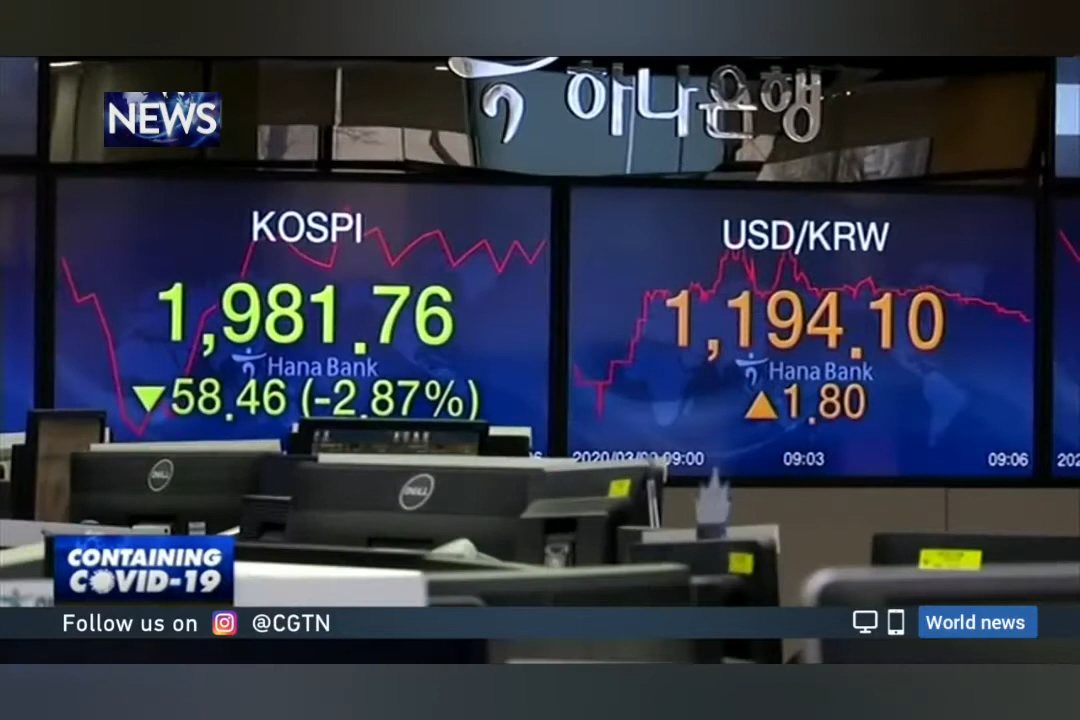 하나은행
NEWS
KOSPI
1,981.76
Hana Bank
▼58.46 (-2.87%)
USD/KRW
1,194.10
Hana Bank
▲1.80
09:00
09:03
09:06
DELL
DELL
CONTAINING
COVID-19
Follow us on @CGTN
World news